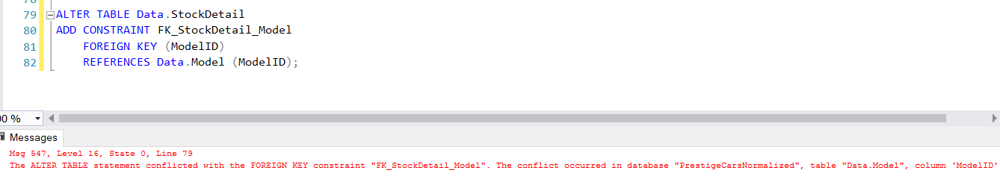 79 ALTER TABLE Data.StockDetail
80 ADD CONSTRAINT FK_StockDetail_Model
81 FOREIGN KEY (ModelID)
82 REFERENCES Data.Model (ModelID);
00 %
Messages
Msg 547, Level 16, State 0, Line 79
The ALTER TABLE statement conflicted with the FOREIGN KEY constraint "FK_StockDetail_Model". The conflict occurred in database "PrestigeCarsNormalized", table "Data.Model", column 'ModelID'